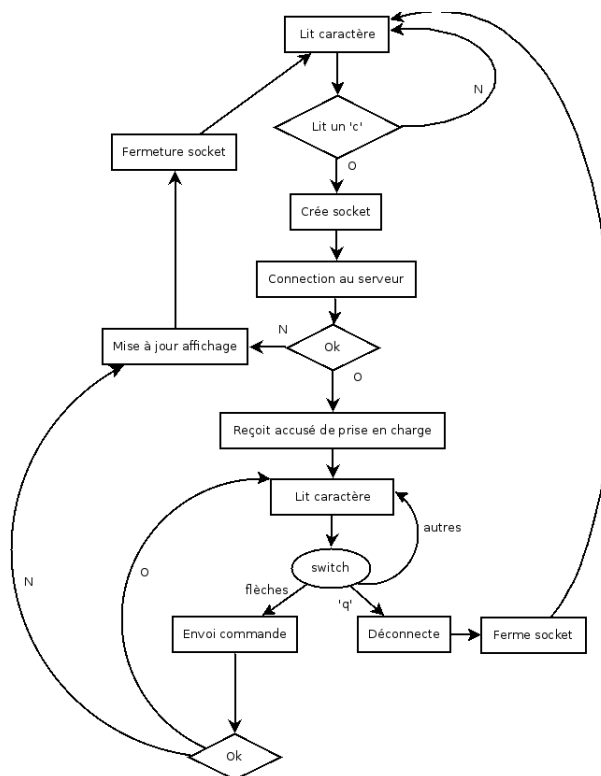 Lit caractère
N
Lit un 'c'
Fermeture socket
O
Crée socket
Connection au serveur
N
Mise à jour affichage
Ok
O
Reçoit accusé de prise en charge
Lit caractère
autres
switch
N
O
flèches
'q'
Envoi commande
Déconnecte
Ferme socket
Ok